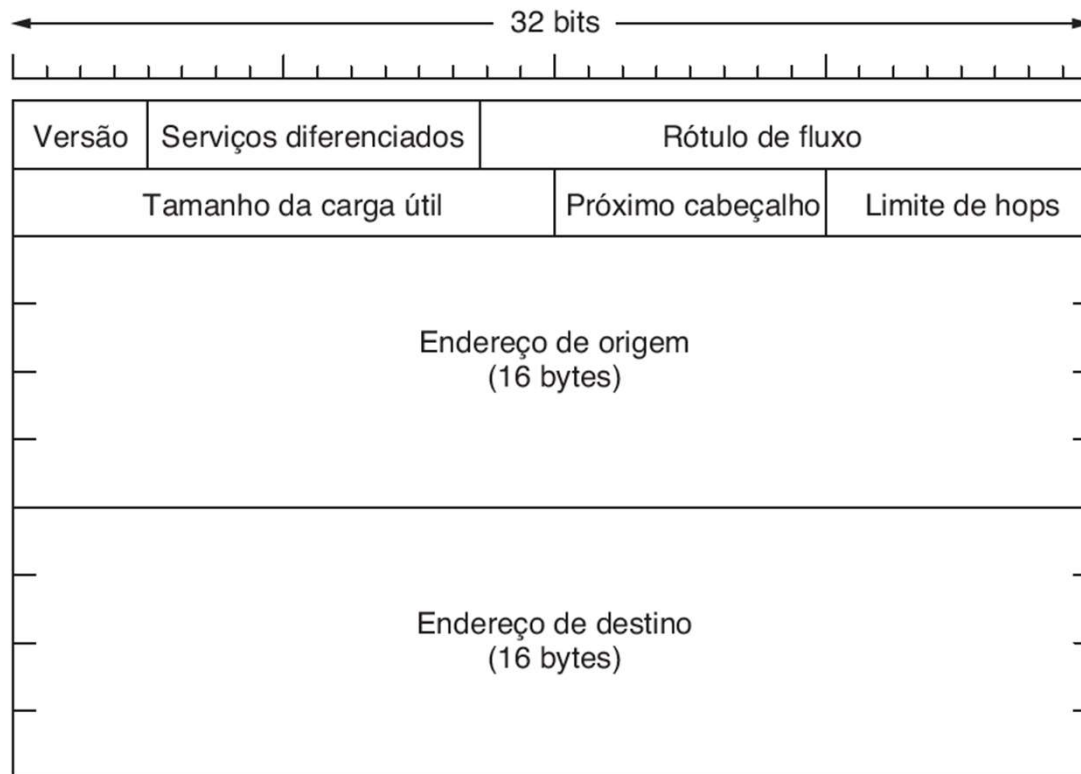 32 bits
Versão Serviços diferenciados Rótulo de fluxo
Tamanho da carga útil Próximo cabeçalho Limite de hops
Endereço de origem
(16 bytes)
Endereço de destino
(16 bytes)